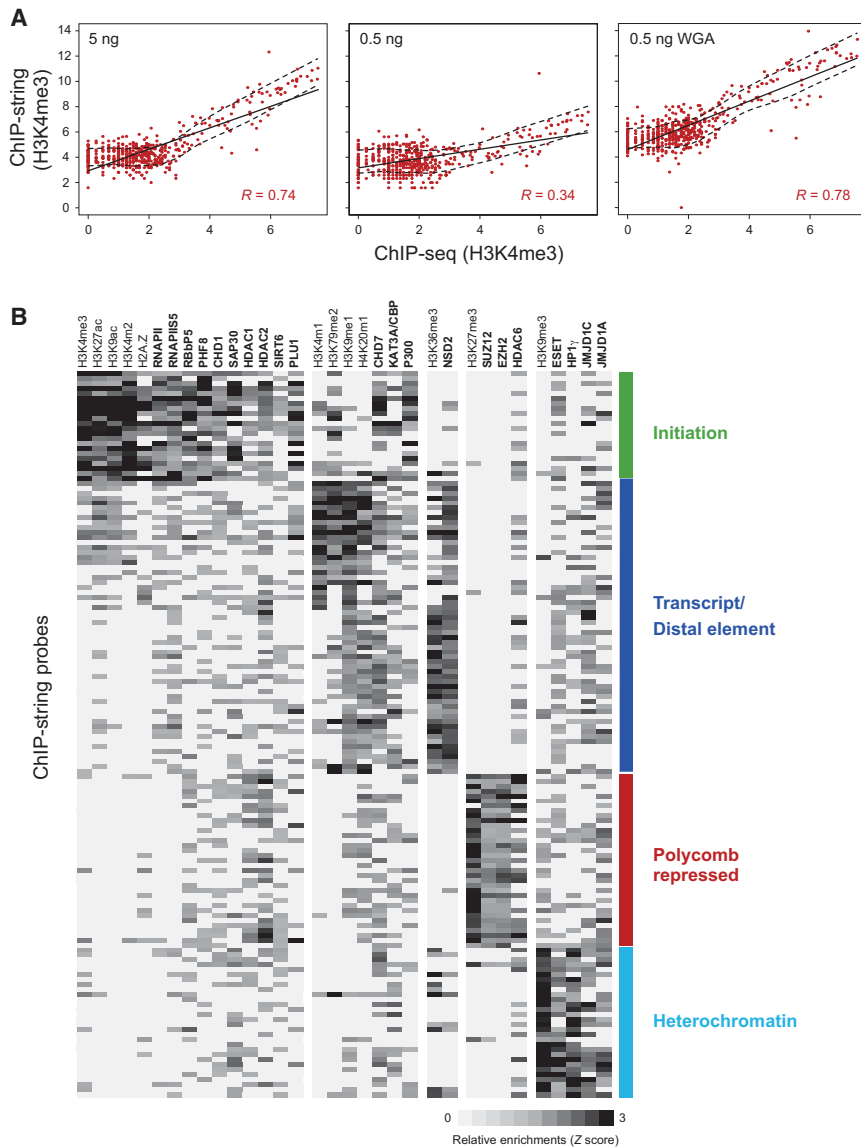 A
5 ng
0.5 ng
0.5 ng WGA
ChIP-string
(H3K4me3)
14
12
10
8
6
4
2
0
R = 0.74
R = 0.34
R = 0.78
0 2 4 6
0 2 4 6
0 2 4 6
ChIP-seq (H3K4me3)
B
H3K4me3
H3K27ac
H3K9ac
H3K4m2
H2A.Z
RNAPII
RNAPIIS5
RBbP5
PHF8
CHD1
SAP30
HDAC1
HDAC2
SIRT6
PLU1
H3K4m1
H3K79me2
H3K9me1
H4K20m1
CHD7
KAT3A/CBP
P300
H3K36me3
NSD2
H3K27me3
SUZ12
EZH2
HDAC6
H3K9me3
ESET
HP1γ
JMJD1C
JMJD1A
ChIP-string probes
Initiation
Transcript/
Distal element
Polycomb
repressed
Heterochromatin
0 3
Relative enrichments (Z score)